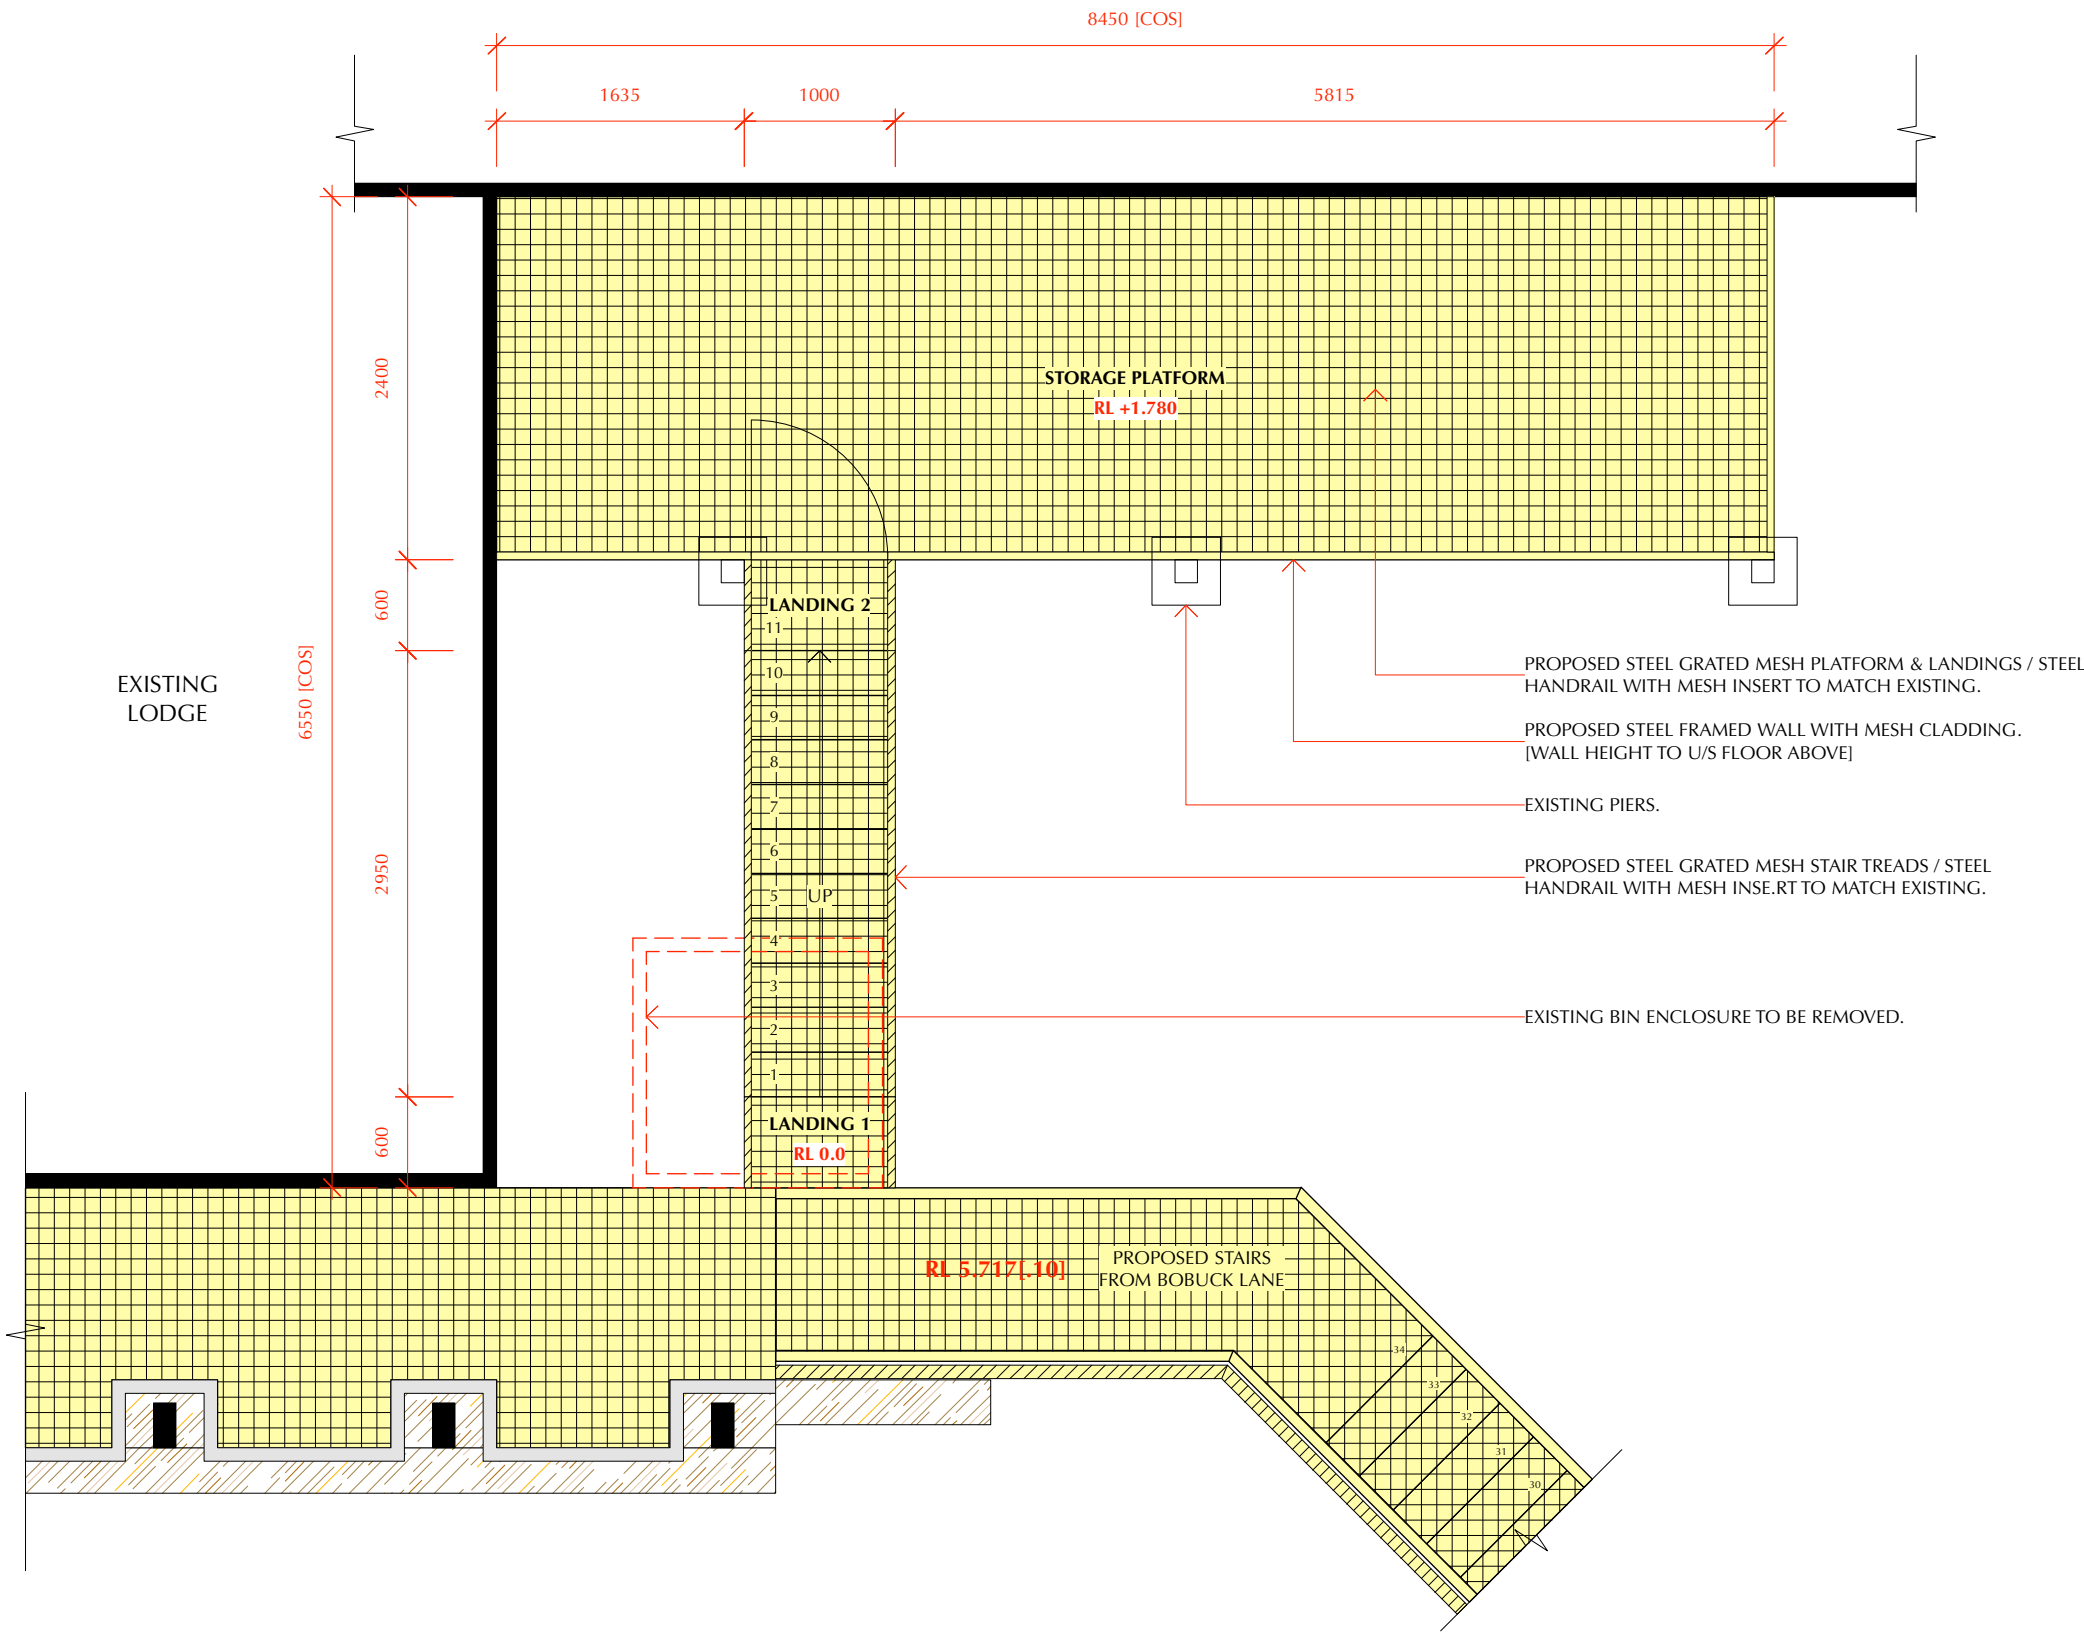 8450 [COS]
1635
1000
5815
2400
600
6550 [COS]
2950
600
STORAGE PLATFORM
RL +1.780
EXISTING
LODGE
LANDING 2
11
10
9
8
7
6
5
UP
4
3
2
1
LANDING 1
RL 0.0
PROPOSED STEEL GRATED MESH PLATFORM & LANDINGS / STEEL
HANDRAIL WITH MESH INSERT TO MATCH EXISTING.
PROPOSED STEEL FRAMED WALL WITH MESH CLADDING.
[WALL HEIGHT TO U/S FLOOR ABOVE]
EXISTING PIERS.
PROPOSED STEEL GRATED MESH STAIR TREADS / STEEL
HANDRAIL WITH MESH INSE.RT TO MATCH EXISTING.
EXISTING BIN ENCLOSURE TO BE REMOVED.
RL 5.717[.10]
PROPOSED STAIRS
FROM BOBUCK LANE
34
33
32
31
30